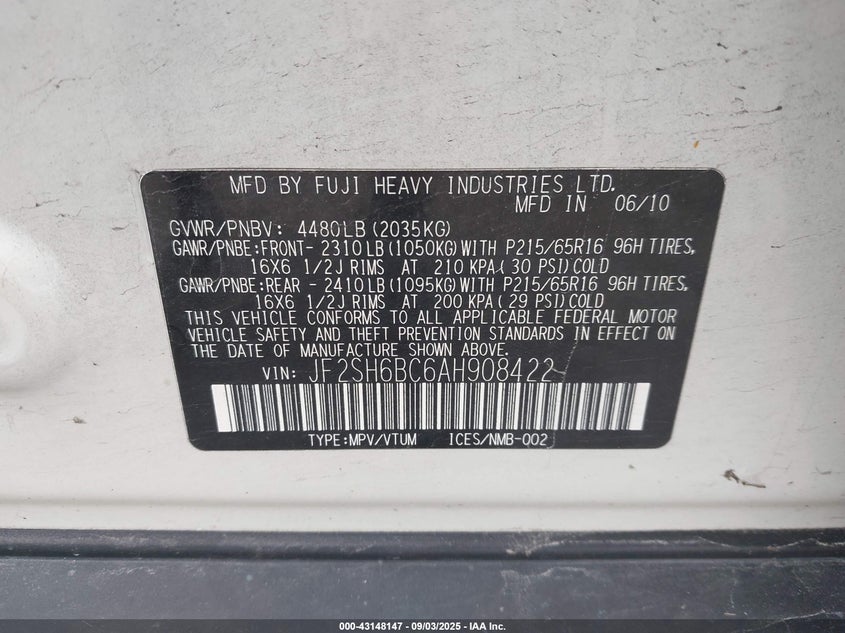 MFD BY FUJI HEAVY INDUSTRIES LTD.
MFD IN 06/10
GVWR/PNBV: 4480LB (2035KG)
GAWR/PNBE:FRONT- 2310LB (1050KG) WITH P215/65R16 96H TIRES,
16X6 1/2J RIMS AT 210 KPA( 30 PSI) COLD
GAWR/PNBE:REAR - 2410LB (1095KG) WITH P215/65R16 96H TIRES,
16X6 1/2J RIMS AT 200 KPA( 29 PSI) COLD
THIS VEHICLE CONFORMS TO ALL APPLICABLE FEDERAL MOTOR
VEHICLE SAFETY AND THEFT PREVENTION STANDARDS IN EFFECT ON
THE DATE OF MANUFACTURE SHOWN ABOVE.
VIN: JF2SH6BC6AH908422
TYPE:MPV/VTUM ICES/NMB-002
000-43148147 - 09/03/2025 - IAA Inc.